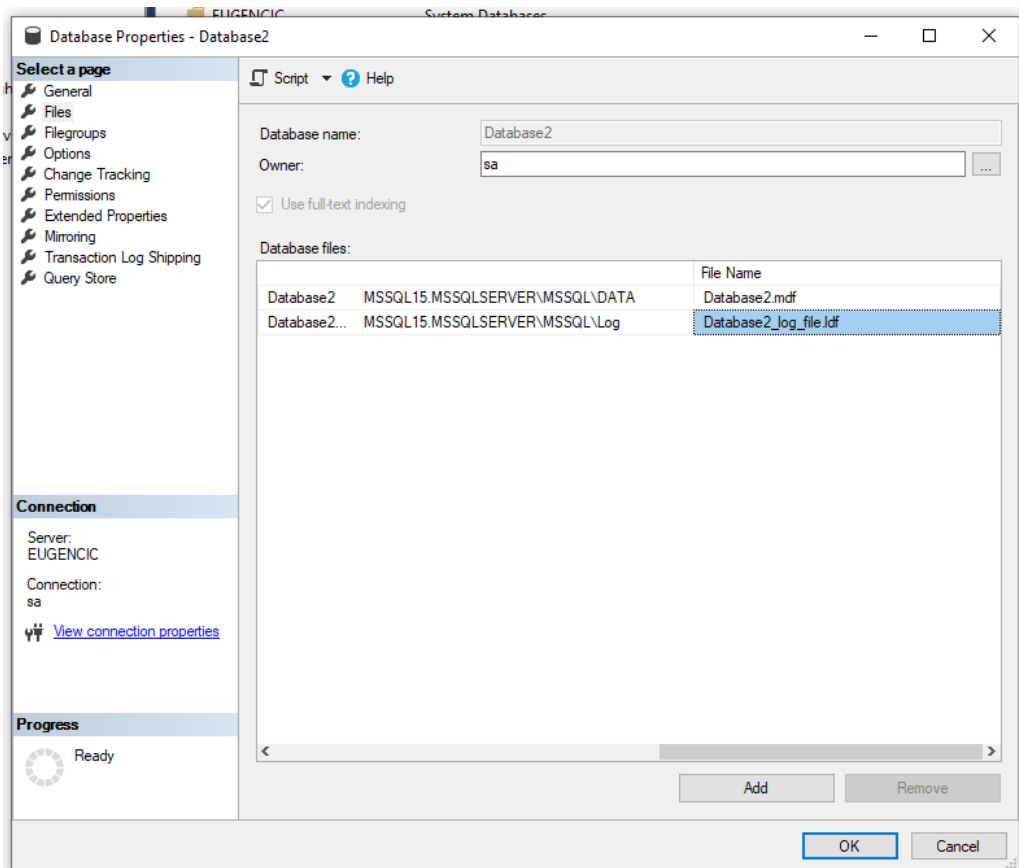 EUGENCIC System Databases
Database Properties - Database2
Select a page
General
Files
Filegroups
Options
Change Tracking
Permissions
Extended Properties
Mirroring
Transaction Log Shipping
Query Store
Connection
Server:
EUGENCIC
Connection:
sa
View connection properties
Progress
Ready
Script Help
Database name: Database2
Owner: sa ...
Use full-text indexing
Database files:
File Name
Database2 MSSQL15.MSSQLSERVER\MSSQL\DATA Database2.mdf
Database2... MSSQL15.MSSQLSERVER\MSSQL\Log Database2_log_file.ldf
Add Remove
OK Cancel